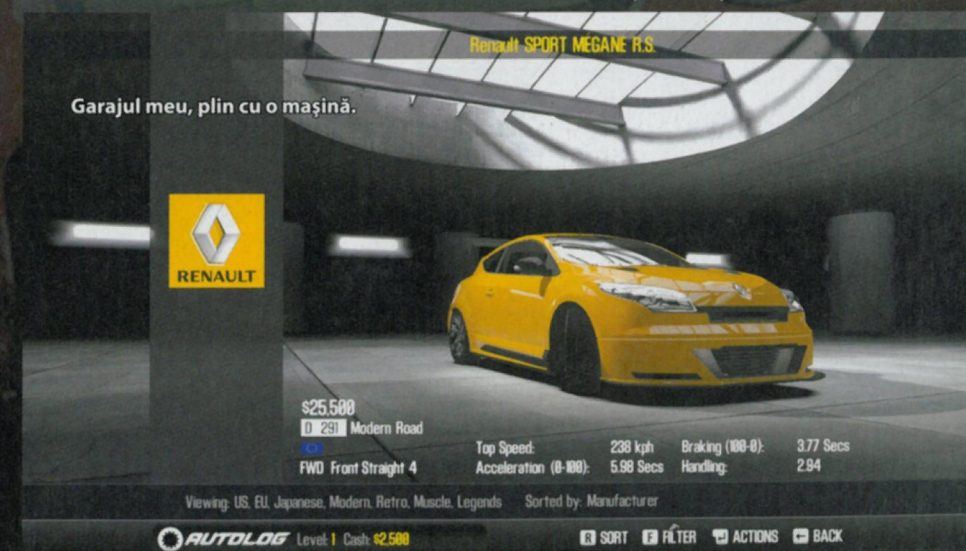 Renault SPORT MÉGANE R.S.
Garajul meu, plin cu o mașină.
RENAULT
$25,500
D 291 Modern Road
FWD Front Straight 4
Top Speed: 238 kph Braking (100-0): 3.77 Secs
Acceleration (0-100): 5.98 Secs Handling: 2.94
Viewing: US, EU, Japanese, Modern, Retro, Muscle, Legends Sorted by: Manufacturer
AUTOLOG Level: 1 Cash: $2,500
R SORT F FILTER ACTIONS BACK